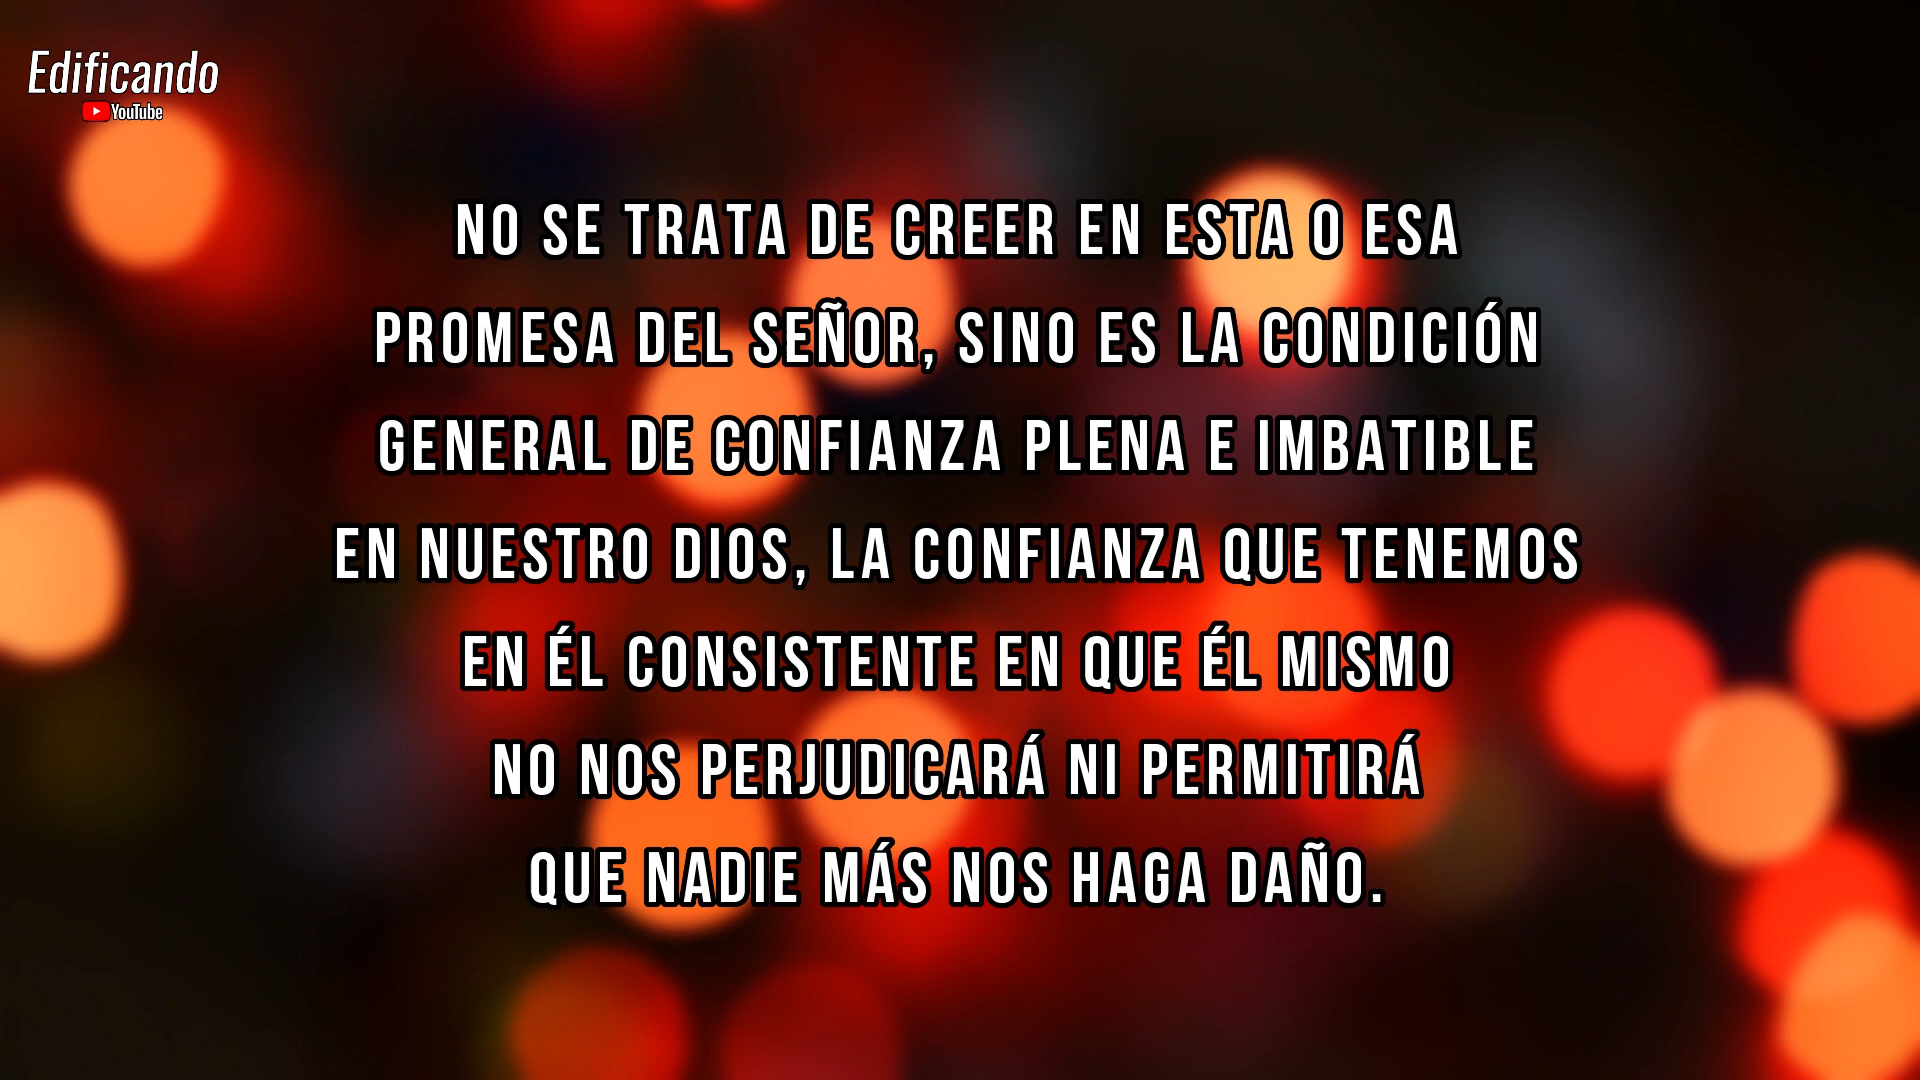 Edificando
YouTube
NO SE TRATA DE CREER EN ESTA O ESA
PROMESA DEL SEÑOR, SINO ES LA CONDICIÓN
GENERAL DE CONFIANZA PLENA E IMBATIBLE
EN NUESTRO DIOS, LA CONFIANZA QUE TENEMOS
EN ÉL CONSISTENTE EN QUE ÉL MISMO
NO NOS PERJUDICARÁ NI PERMITIRÁ
QUE NADIE MÁS NOS HAGA DAÑO.